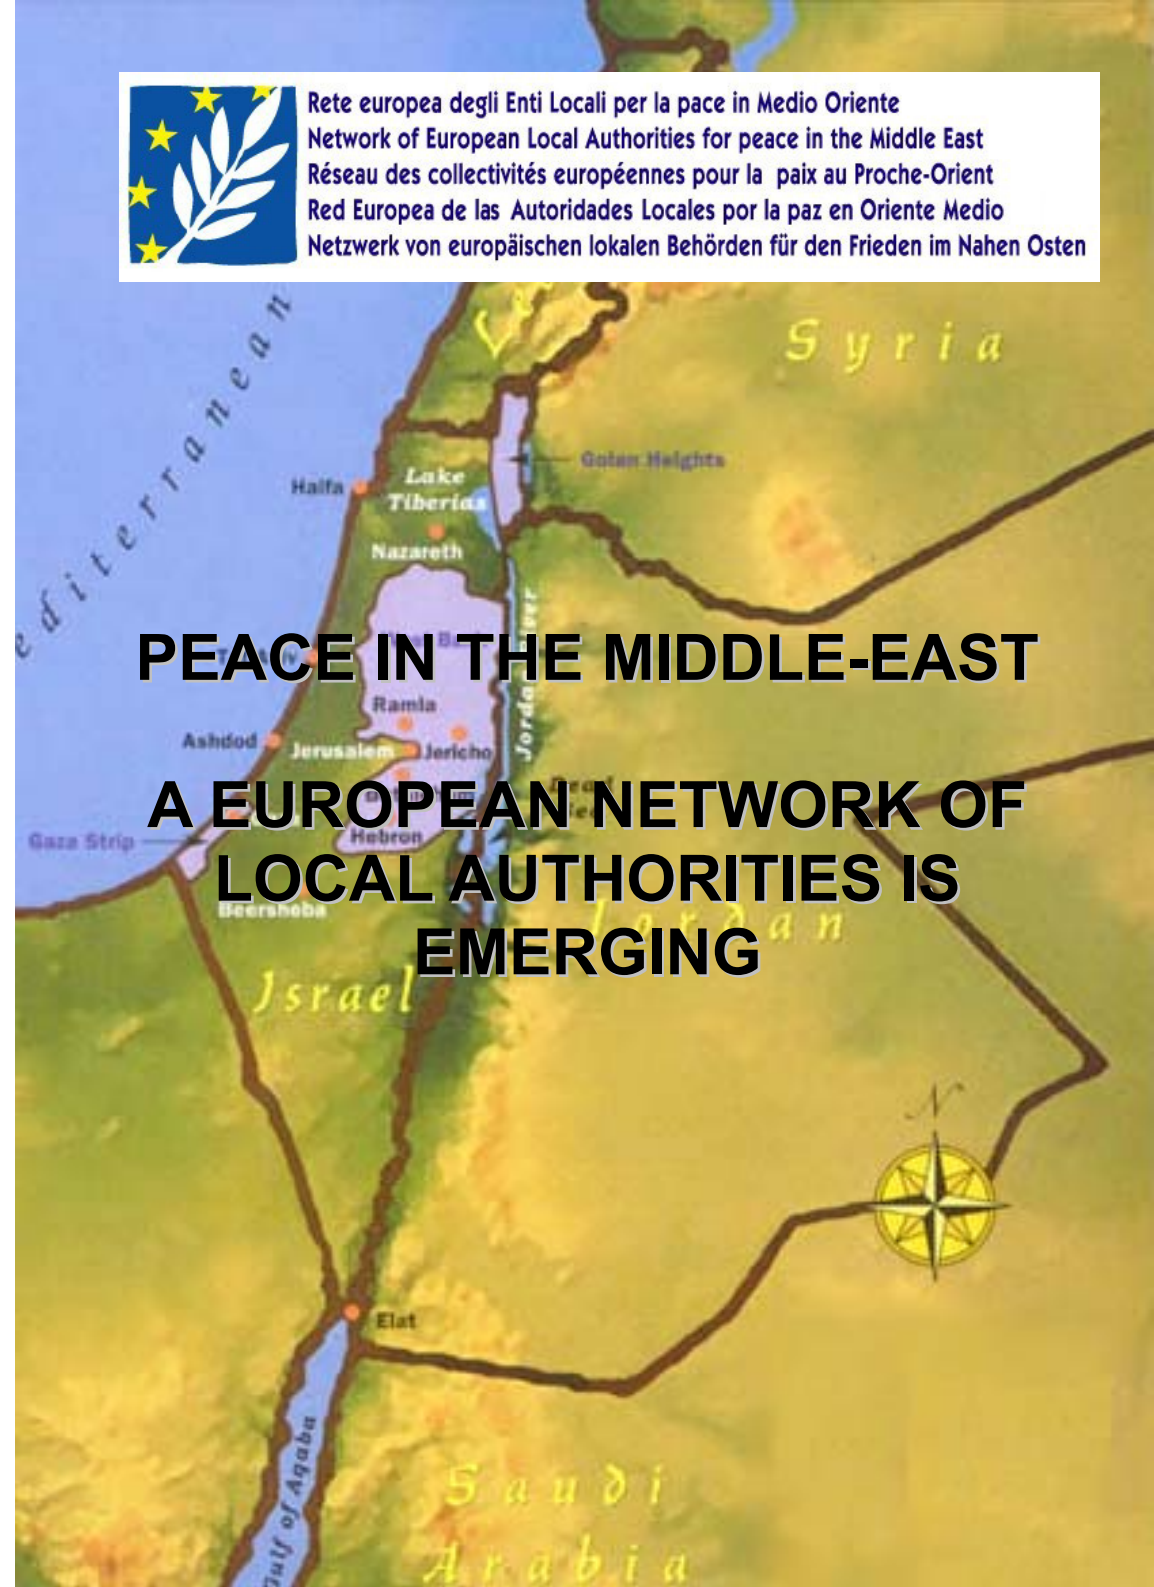 Rete europea degli Enti Locali per la pace in Medio Oriente
Network of European Local Authorities for peace in the Middle East
Réseau des collectivités européennes pour la paix au Proche-Orient
Red Europea de las Autoridades Locales por la paz en Oriente Medio
Netzwerk von europäischen lokalen Behörden für den Frieden im Nahen Osten
Syria
editerranean
Golan Heights
Haifa
Lake
Tiberias
Nazareth
PEACE IN THE MIDDLE-EAST
Ramla
Ashdod
Jerusalem
Jericho
A EUROPEAN NETWORK OF
Gaza Strip
Hebron
LOCAL AUTHORITIES IS
Beersheba
Jordan
EMERGING
Israel
N
Elat
Gulf of Aqaba
Saudi
Arabia